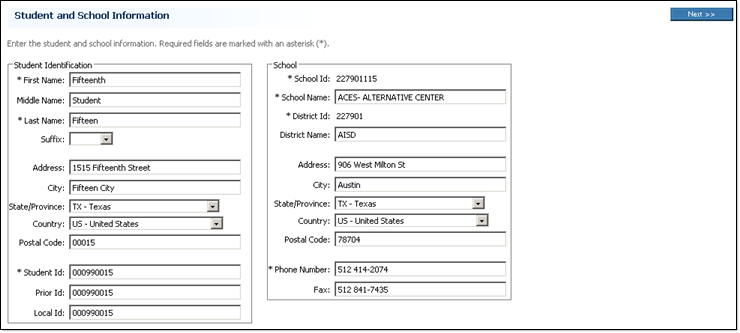 Student and School Information
Next >>
Enter the student and school information. Required fields are marked with an asterisk (*).
Student Identification
* First Name: Fifteenth
Middle Name: Student
* Last Name: Fifteen
Suffix:
Address: 1515 Fifteenth Street
City: Fifteen City
State/Province: TX - Texas
Country: US - United States
Postal Code: 00015
* Student Id: 000990015
Prior Id: 000990015
Local Id: 000990015
School
* School Id: 227901115
* School Name: ACES- ALTERNATIVE CENTER
* District Id: 227901
District Name: AISD
Address: 906 West Milton St
City: Austin
State/Province: TX - Texas
Country: US - United States
Postal Code: 78704
* Phone Number: 512 414-2074
Fax: 512 841-7435